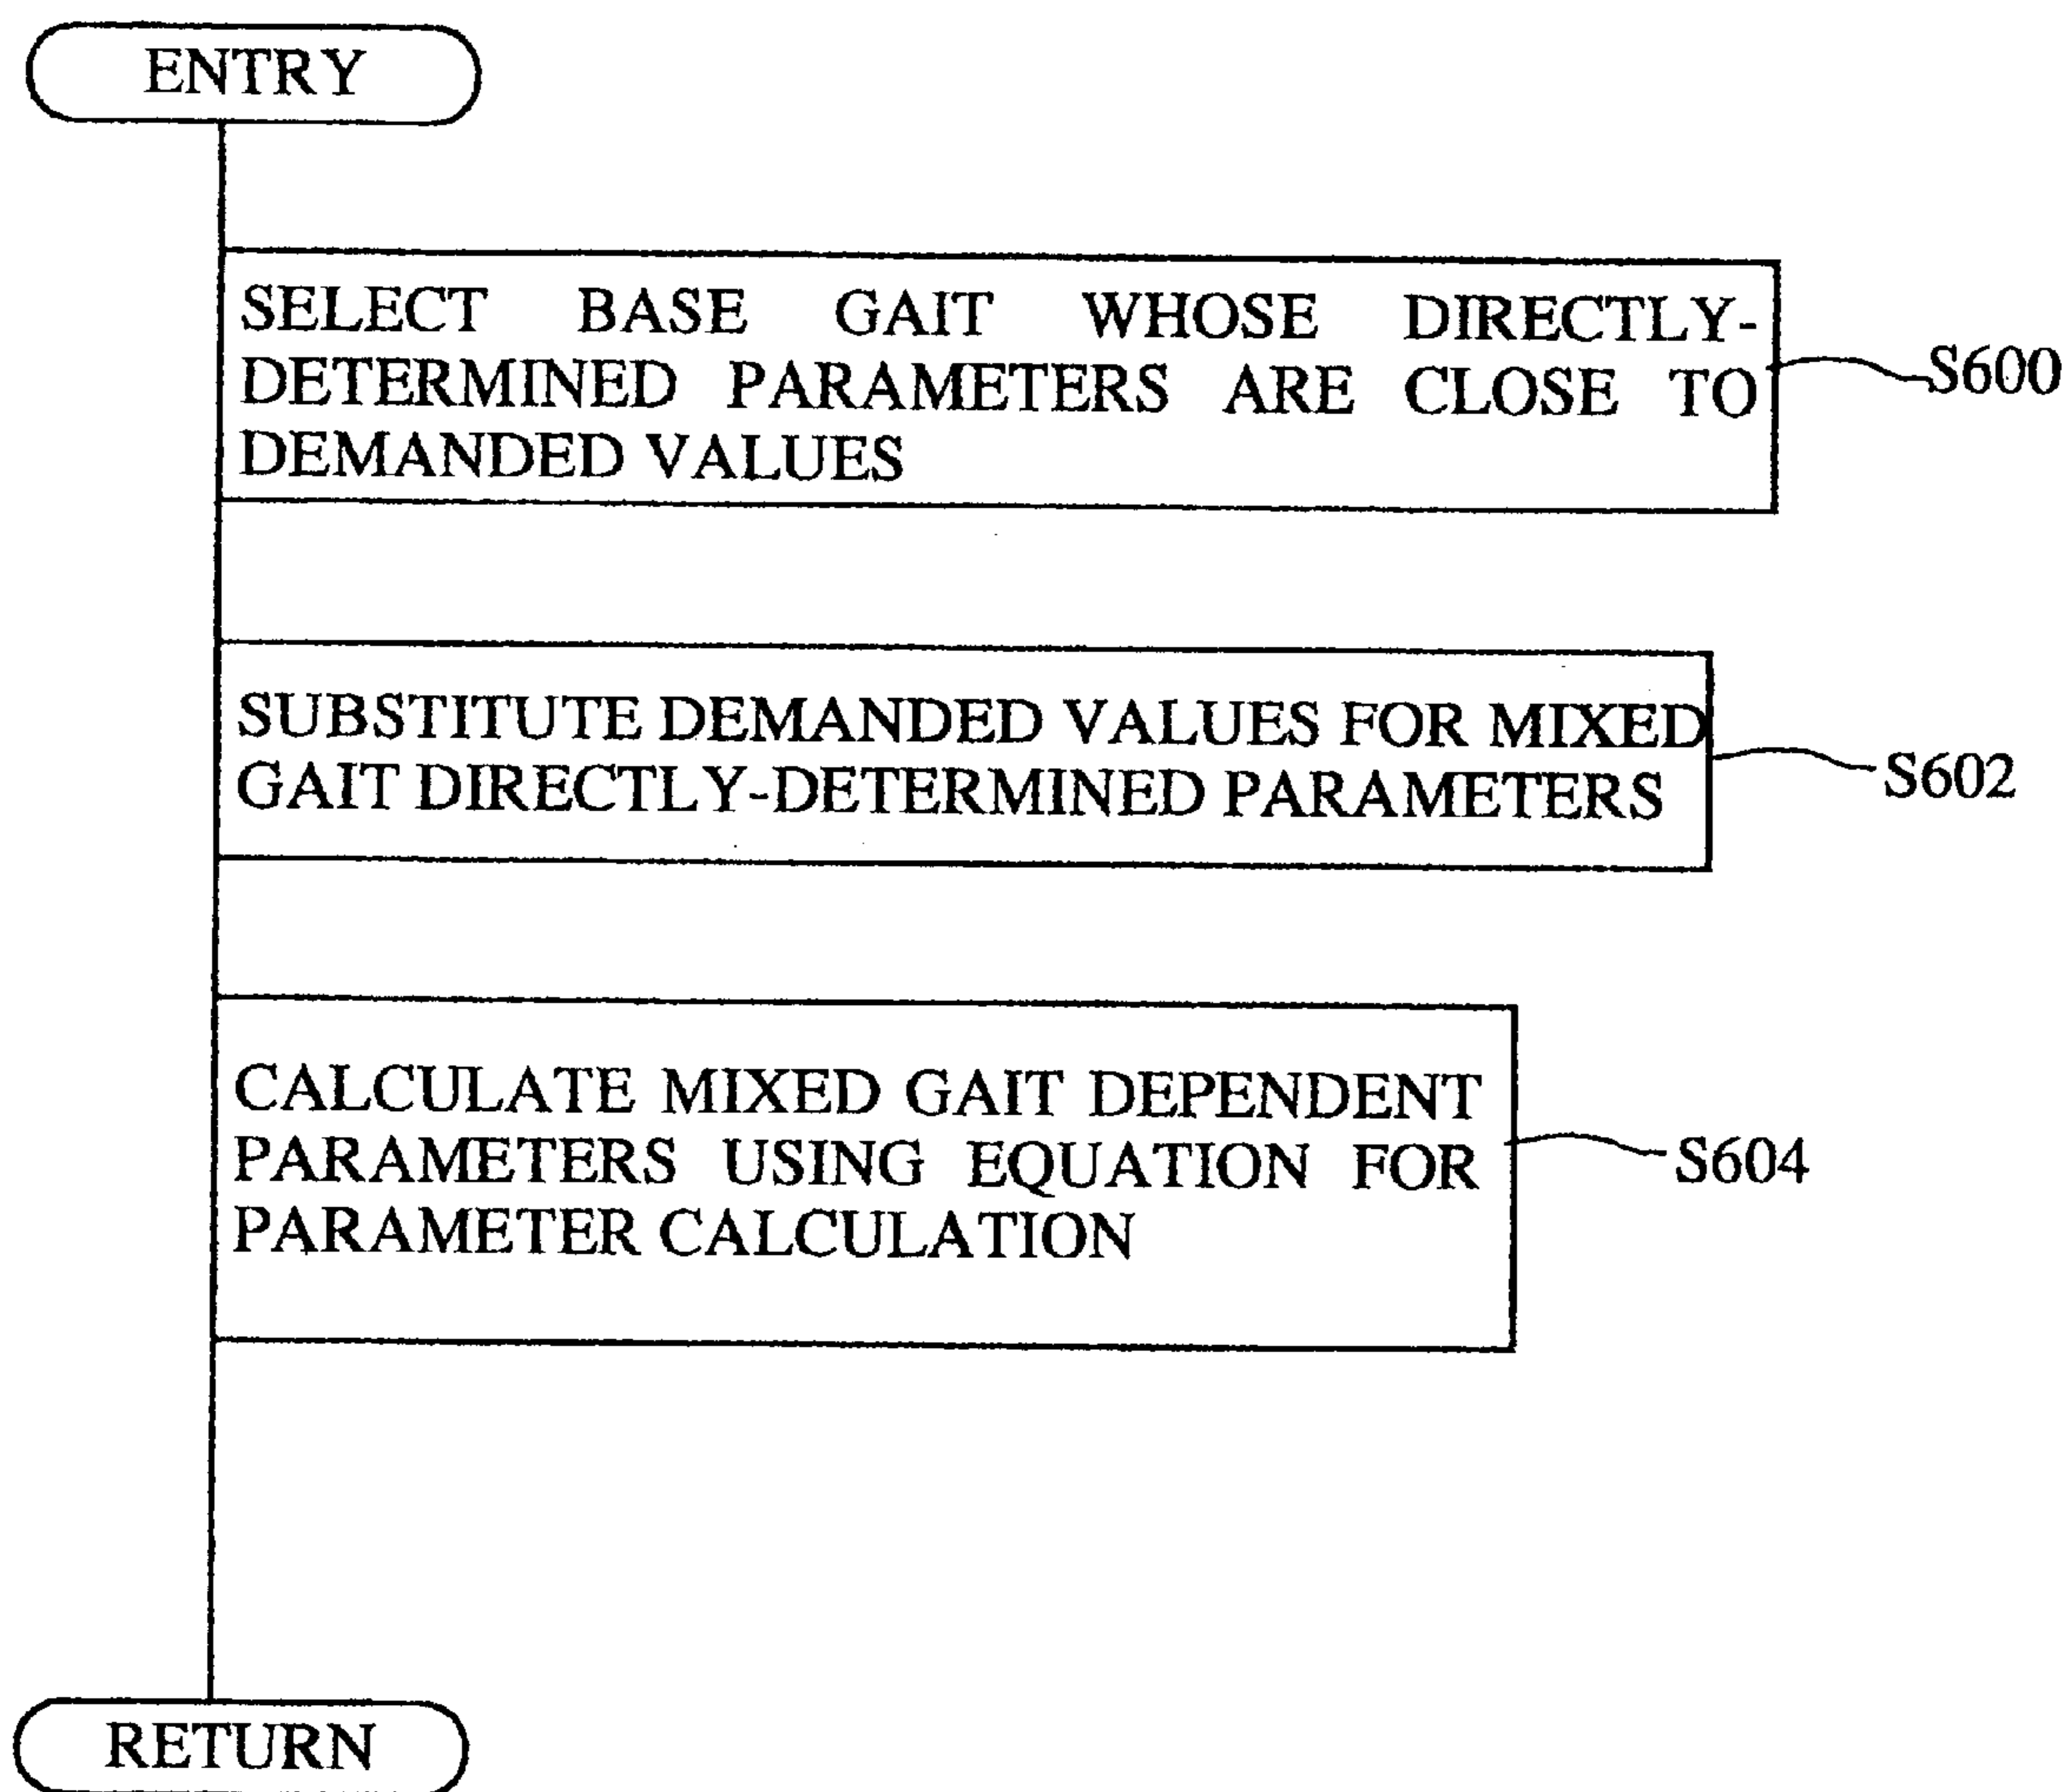 ENTRY
SELECT BASE GAIT WHOSE DIRECTLY-
DETERMINED PARAMETERS ARE CLOSE TO
DEMANDED VALUES
S600
SUBSTITUTE DEMANDED VALUES FOR MIXED
GAIT DIRECTLY-DETERMINED PARAMETERS
S602
CALCULATE MIXED GAIT DEPENDENT
PARAMETERS USING EQUATION FOR
PARAMETER CALCULATION
S604
RETURN